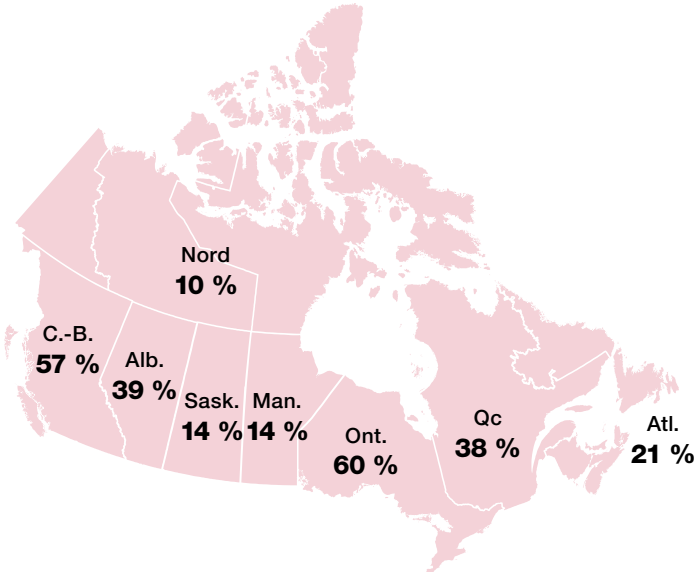 Nord
10 %
C.-B.
57 %
Alb.
39 %
Sask.
14 %
Man.
14 %
Ont.
60 %
Qc
38 %
Atl.
21 %